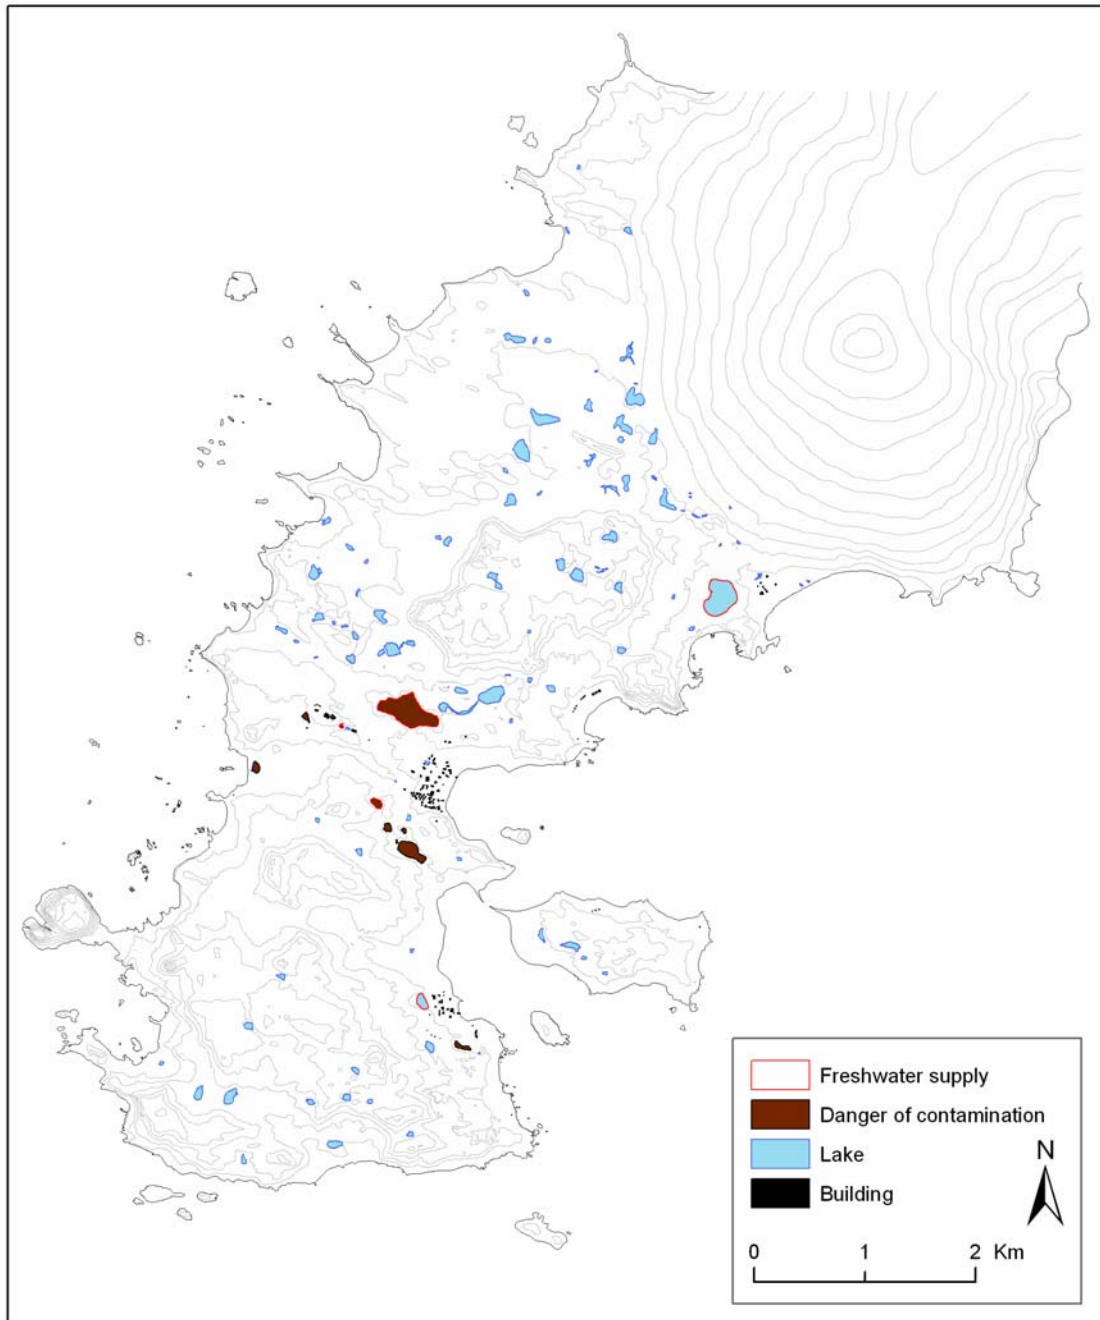 Freshwater supply
Danger of contamination
Lake
Building
N
0 1 2 Km